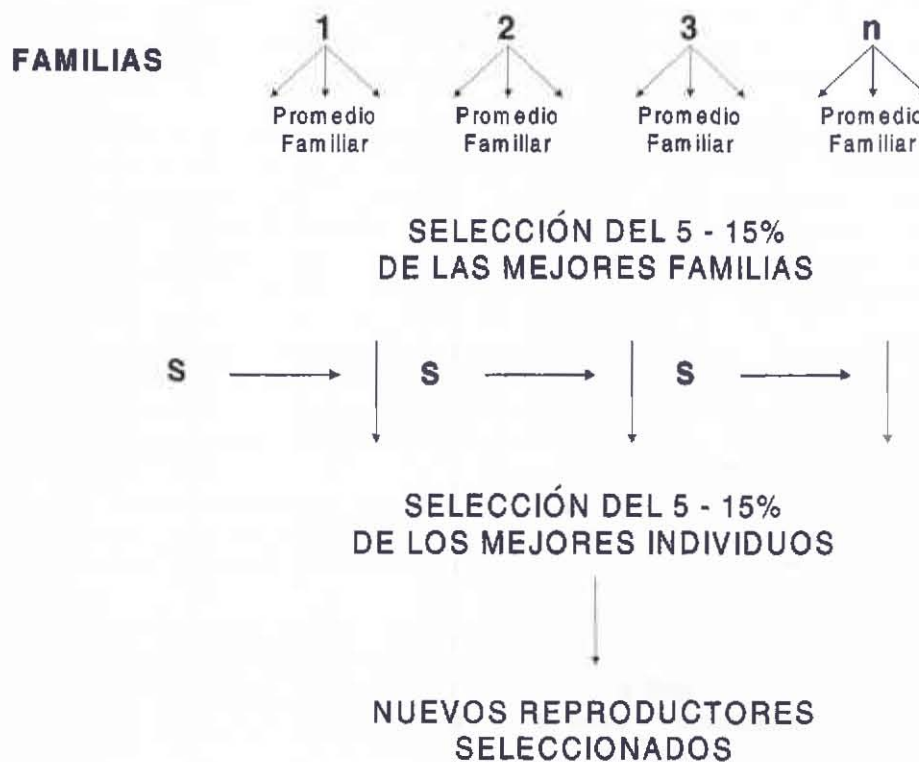 1 2 3 n
FAMILIAS
Promedio Promedio Promedio Promedio
Familiar Familiar Familiar Familiar
SELECCIÓN DEL 5 - 15%
DE LAS MEJORES FAMILIAS
S S S
SELECCIÓN DEL 5 - 15%
DE LOS MEJORES INDIVIDUOS
NUEVOS REPRODUCTORES
SELECCIONADOS